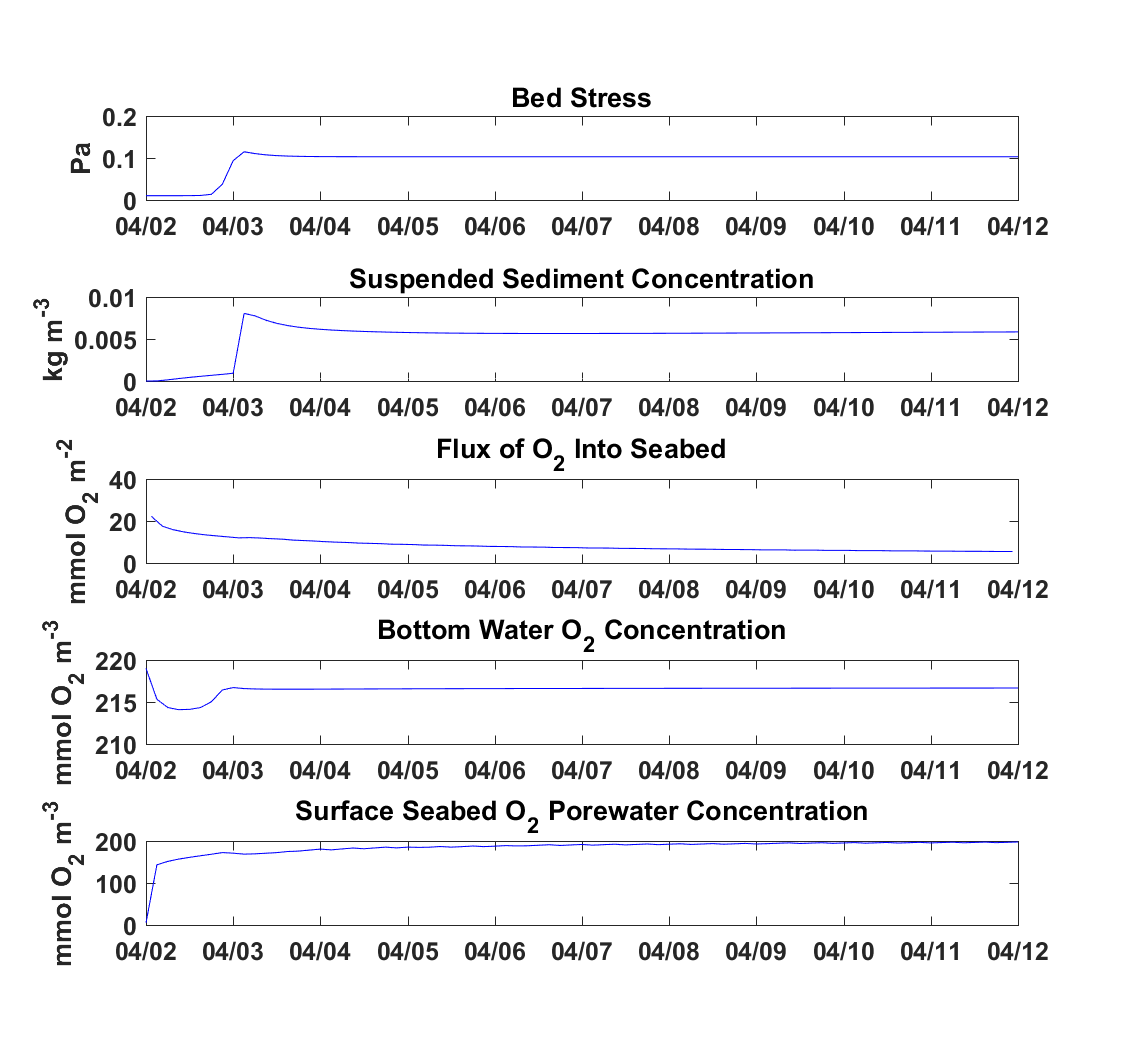 Bed Stress
Pa
0.2
0.1
0
04/02 04/03 04/04 04/05 04/06 04/07 04/08 04/09 04/10 04/11 04/12
Suspended Sediment Concentration
kg m-3
0.01
0.005
0
04/02 04/03 04/04 04/05 04/06 04/07 04/08 04/09 04/10 04/11 04/12
Flux of O2 Into Seabed
mmol O2 m-2
40
20
0
04/02 04/03 04/04 04/05 04/06 04/07 04/08 04/09 04/10 04/11 04/12
Bottom Water O2 Concentration
mmol O2 m-3
220
215
210
04/02 04/03 04/04 04/05 04/06 04/07 04/08 04/09 04/10 04/11 04/12
Surface Seabed O2 Porewater Concentration
mmol O2 m-3
200
100
0
04/02 04/03 04/04 04/05 04/06 04/07 04/08 04/09 04/10 04/11 04/12